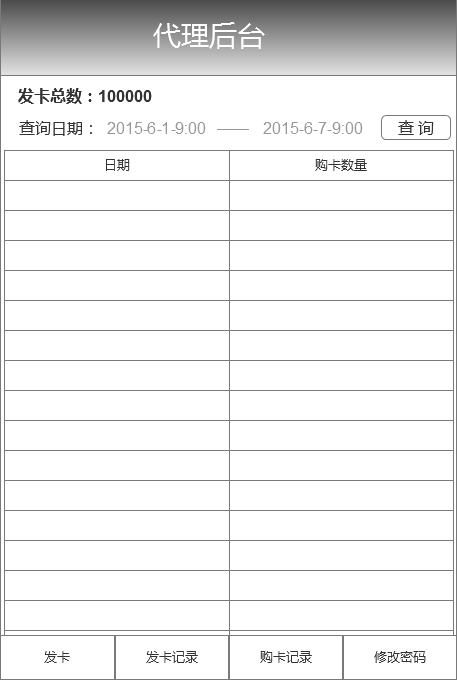 代理后台
发卡总数：100000
查询日期： 2015-6-1-9:00 —— 2015-6-7-9:00 查 询
日期 购卡数量
发卡 发卡记录 购卡记录 修改密码